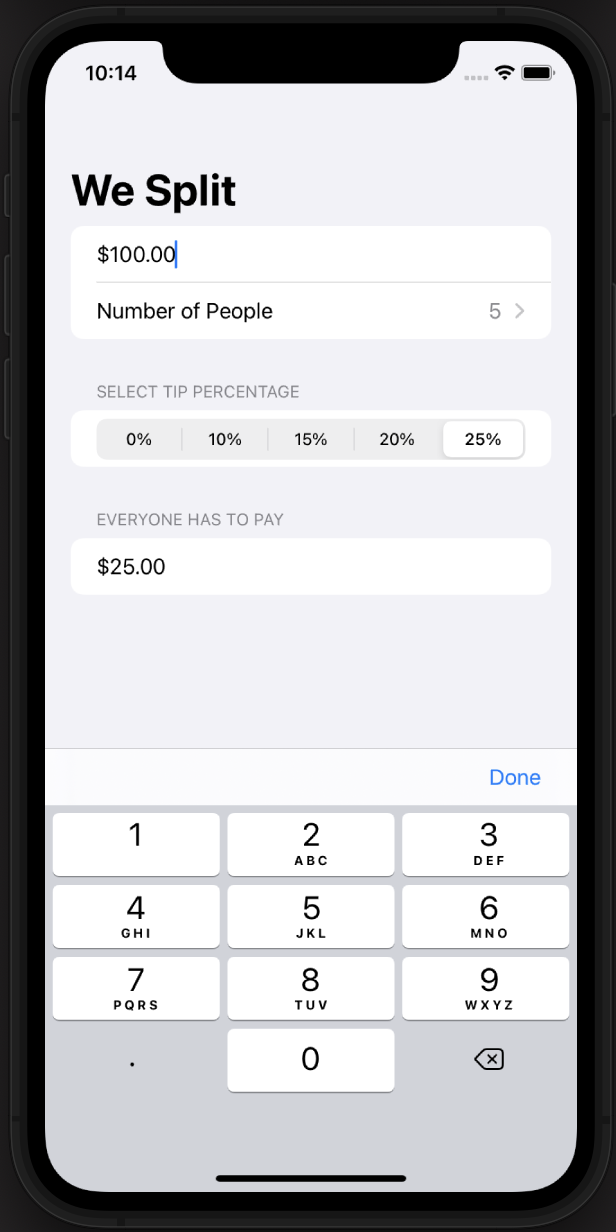 10:14
We Split
$100.00
Number of People 5
SELECT TIP PERCENTAGE
0% 10% 15% 20% 25%
EVERYONE HAS TO PAY
$25.00
Done
1 2 3
ABC DEF
4 5 6
GHI JKL MNO
7 8 9
PQRS TUV WXYZ
. 0